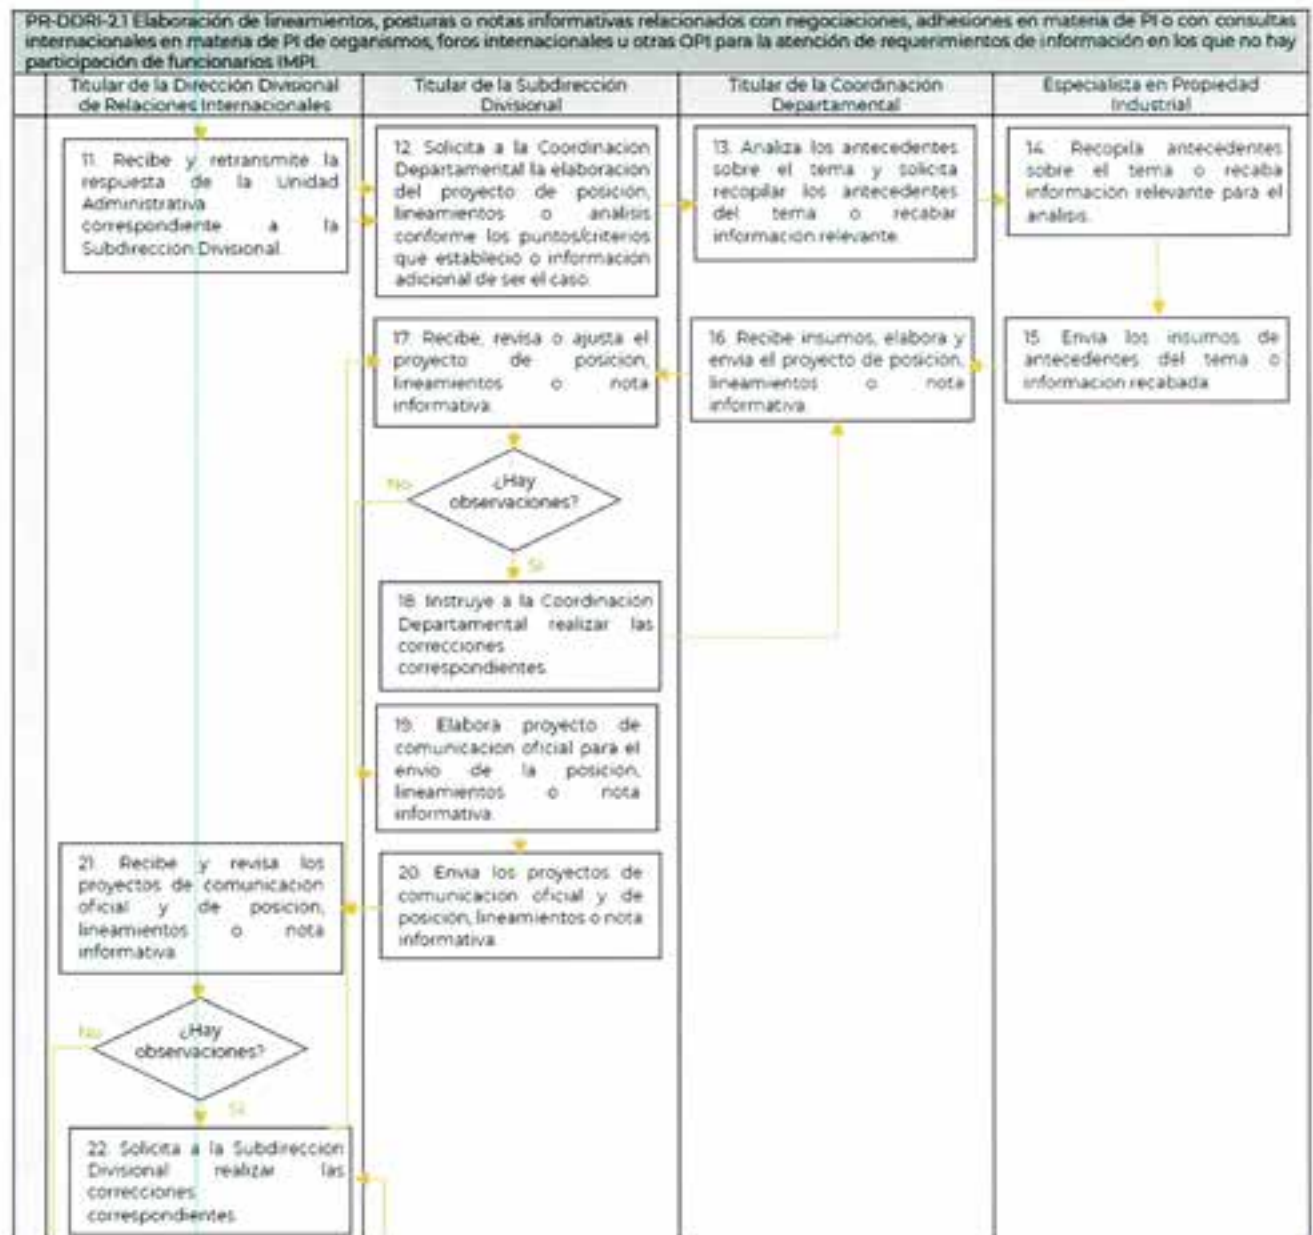 PR-DDRI-2.1 Elaboración de lineamientos, posturas o notas informativas relacionados con negociaciones, adhesiones en materia de PI o con consultas
internacionales en materia de PI de organismos, foros internacionales u otras OPI para la atención de requerimientos de información en los que no hay
participación de funcionarios IMPI.
Titular de la Dirección Divisional
de Relaciones Internacionales
Titular de la Subdirección
Divisional
Titular de la Coordinación
Departamental
Especialista en Propiedad
Industrial
11. Recibe y retransmite la
respuesta de la Unidad
Administrativa
correspondiente a la
Subdirección Divisional.
12. Solicita a la Coordinación
Departamental la elaboración
del proyecto de posición,
lineamientos o análisis
conforme los puntos/criterios
que estableció o información
adicional de ser el caso.
13. Analiza los antecedentes
sobre el tema y solicita
recopilar los antecedentes
del tema o recabar
información relevante.
14. Recopila antecedentes
sobre el tema o recaba
información relevante para el
análisis.
17. Recibe, revisa o ajusta el
proyecto de posición,
lineamientos o nota
informativa.
16. Recibe insumos, elabora y
envía el proyecto de posición,
lineamientos o nota
informativa.
15. Envía los insumos de
antecedentes del tema o
información recabada.
No
¿Hay
observaciones?
Si
18. Instruye a la Coordinación
Departamental realizar las
correcciones
correspondientes.
19. Elabora proyecto de
comunicación oficial para el
envío de la posición,
lineamientos o nota
informativa.
21. Recibe y revisa los
proyectos de comunicación
oficial y de posición,
lineamientos o nota
informativa.
20. Envía los proyectos de
comunicación oficial y de
posición, lineamientos o nota
informativa.
No
¿Hay
observaciones?
Si
22. Solicita a la Subdirección
Divisional realizar las
correcciones
correspondientes.